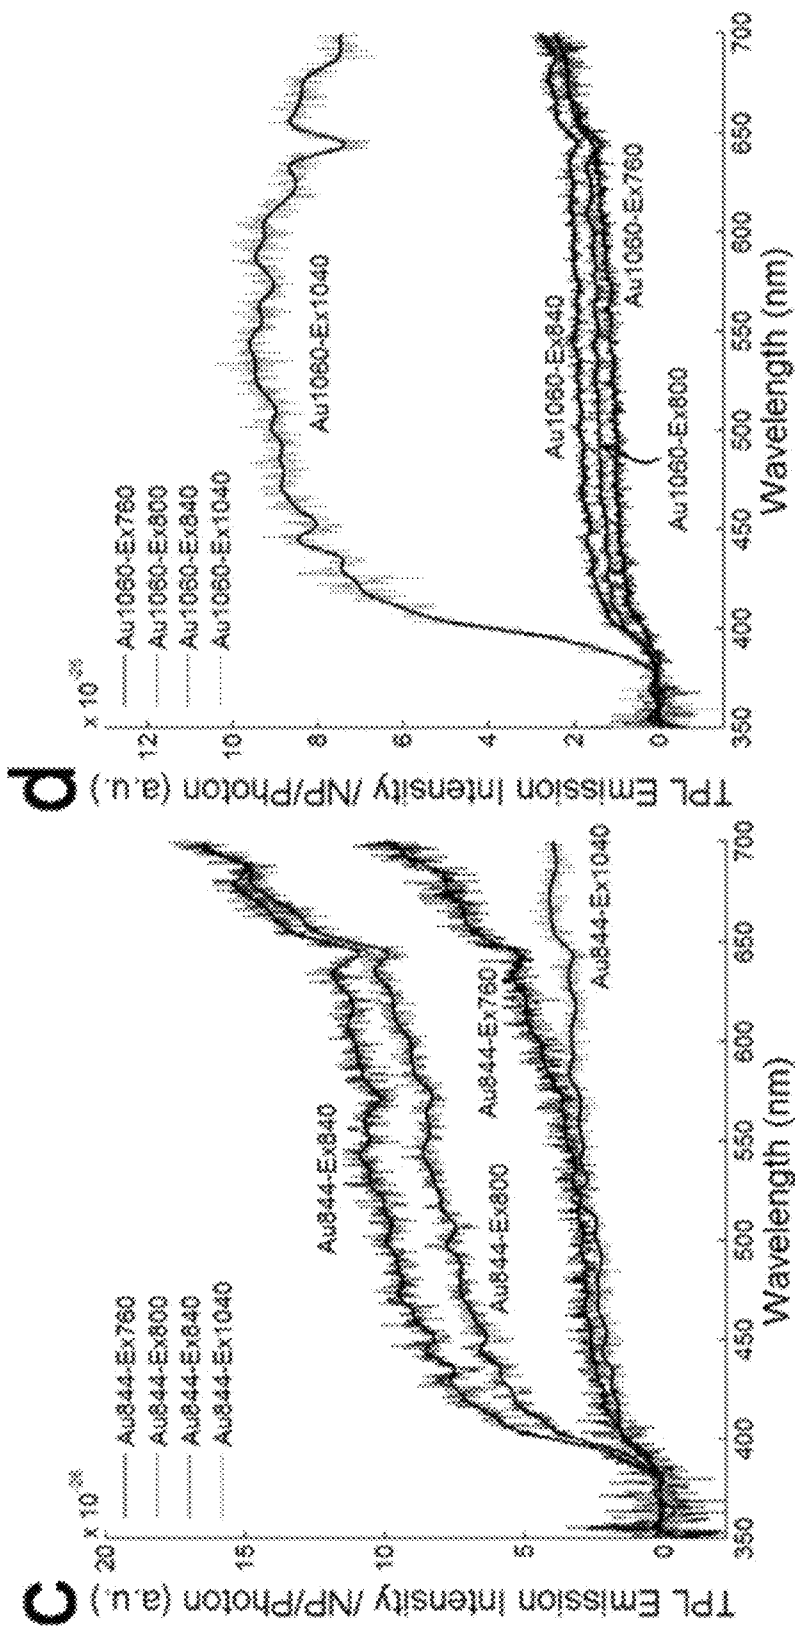 c
x 10⁻²⁶
Au844-Ex760
Au844-Ex800
Au844-Ex840
Au844-Ex1040
TPL Emission Intensity /NP/Photon (a.u.)
20
15
10
5
0
Au844-Ex840
Au844-Ex800
Au844-Ex760
Au844-Ex1040
350
400
450
500
550
600
650
700
Wavelength (nm)
d
Au1060-Ex760
Au1060-Ex800
Au1060-Ex840
Au1060-Ex1040
TPL Emission Intensity /NP/Photon (a.u.)
12
10
8
6
4
2
0
Au1060-Ex1040
Au1060-Ex840
Au1060-Ex800
Au1060-Ex760
350
400
450
500
550
600
650
700
Wavelength (nm)